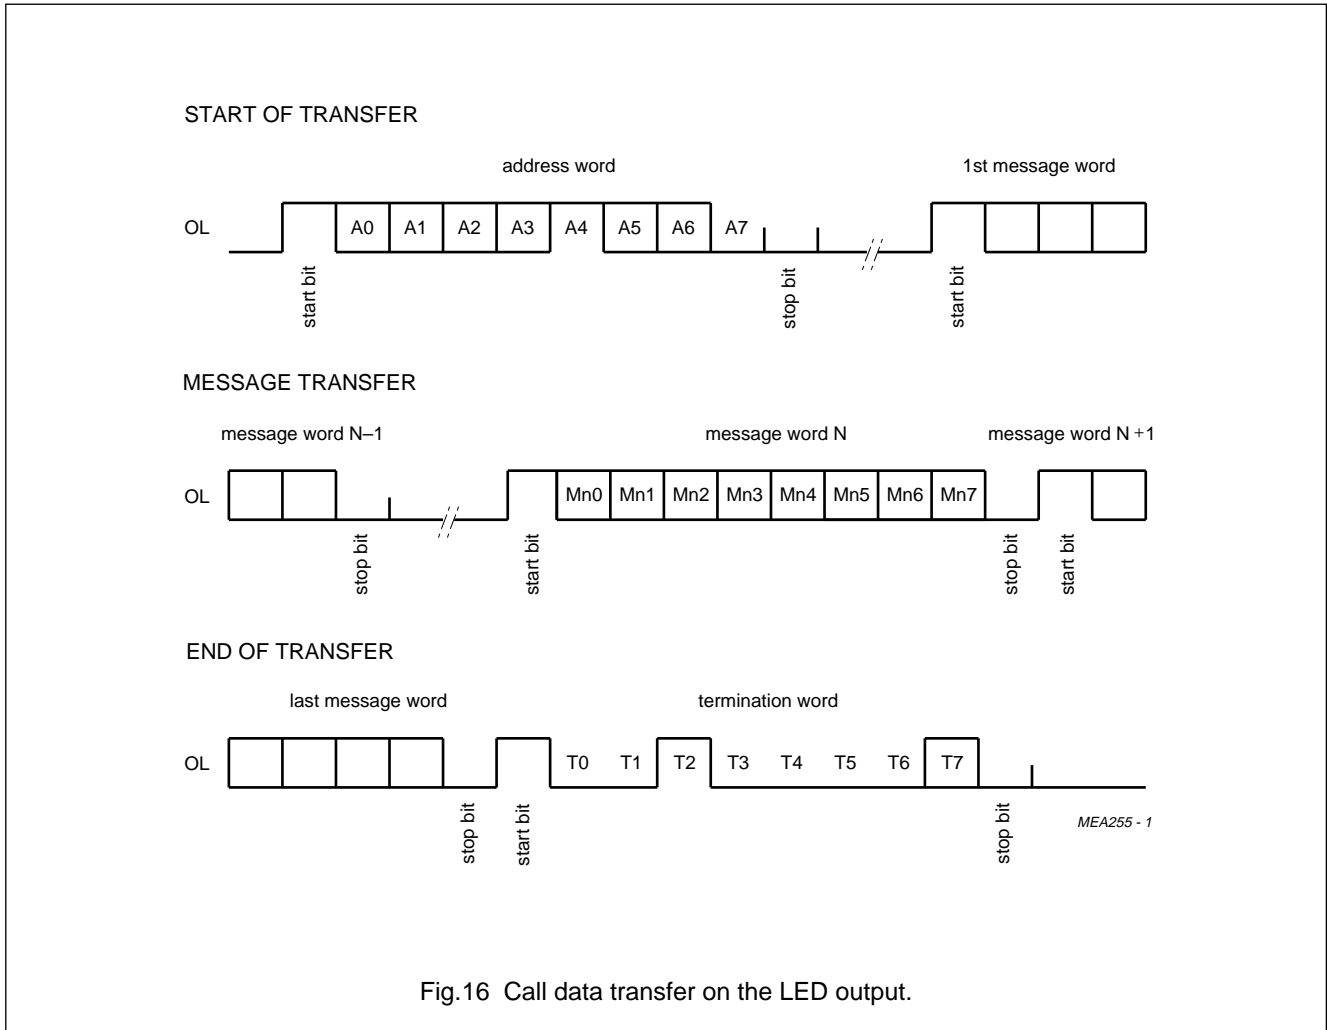 START OF TRANSFER
address word 1st message word
OL A0 A1 A2 A3 A4 A5 A6 A7
start bit stop bit start bit
MESSAGE TRANSFER
message word N–1 message word N message word N +1
OL Mn0 Mn1 Mn2 Mn3 Mn4 Mn5 Mn6 Mn7
stop bit start bit stop bit start bit
END OF TRANSFER
last message word termination word
OL T0 T1 T2 T3 T4 T5 T6 T7
stop bit start bit stop bit
MEA255 - 1
Fig.16 Call data transfer on the LED output.